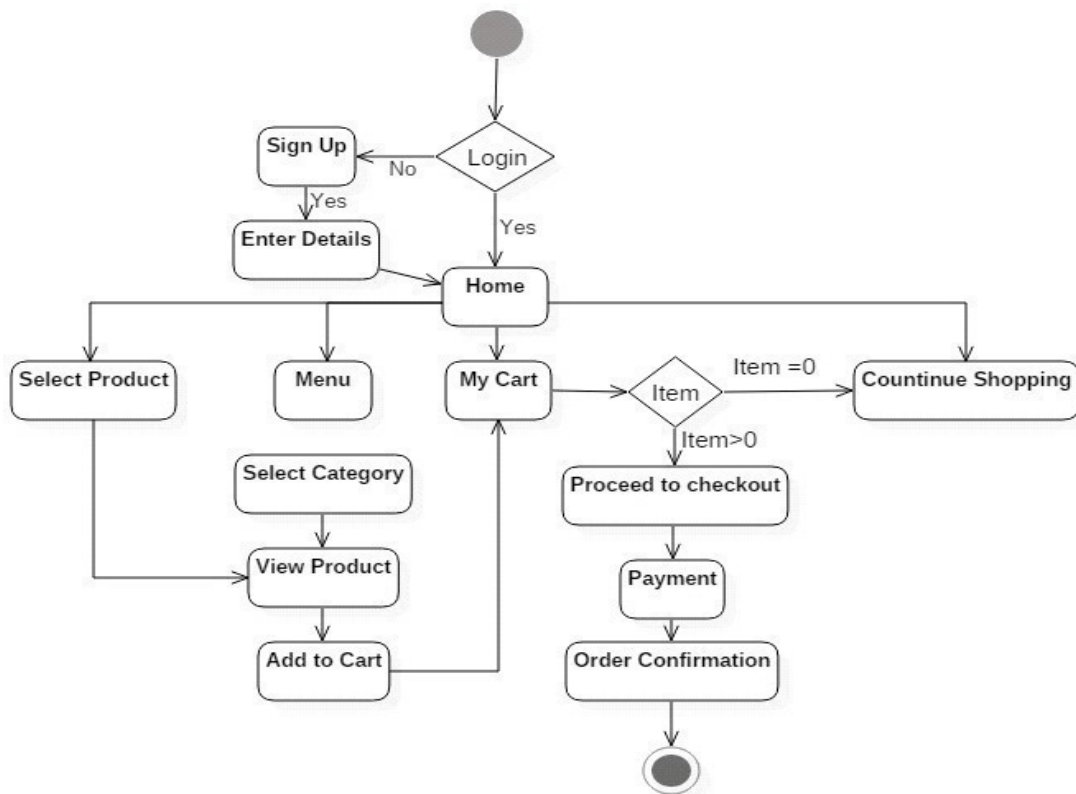 Login
Sign Up
No
Yes
Yes
Enter Details
Home
Select Product
Menu
My Cart
Item
Item =0
Countinue Shopping
Item>0
Select Category
Proceed to checkout
View Product
Payment
Add to Cart
Order Confirmation